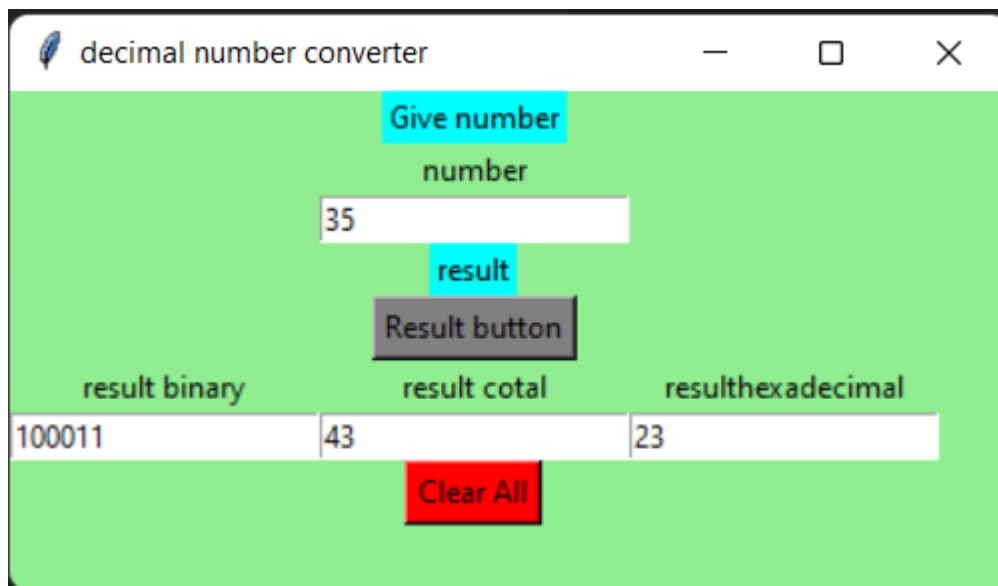 decimal number converter
Give number
number
35
result
Result button
result binary result cotal resulthexadecimal
100011 43 23
Clear All